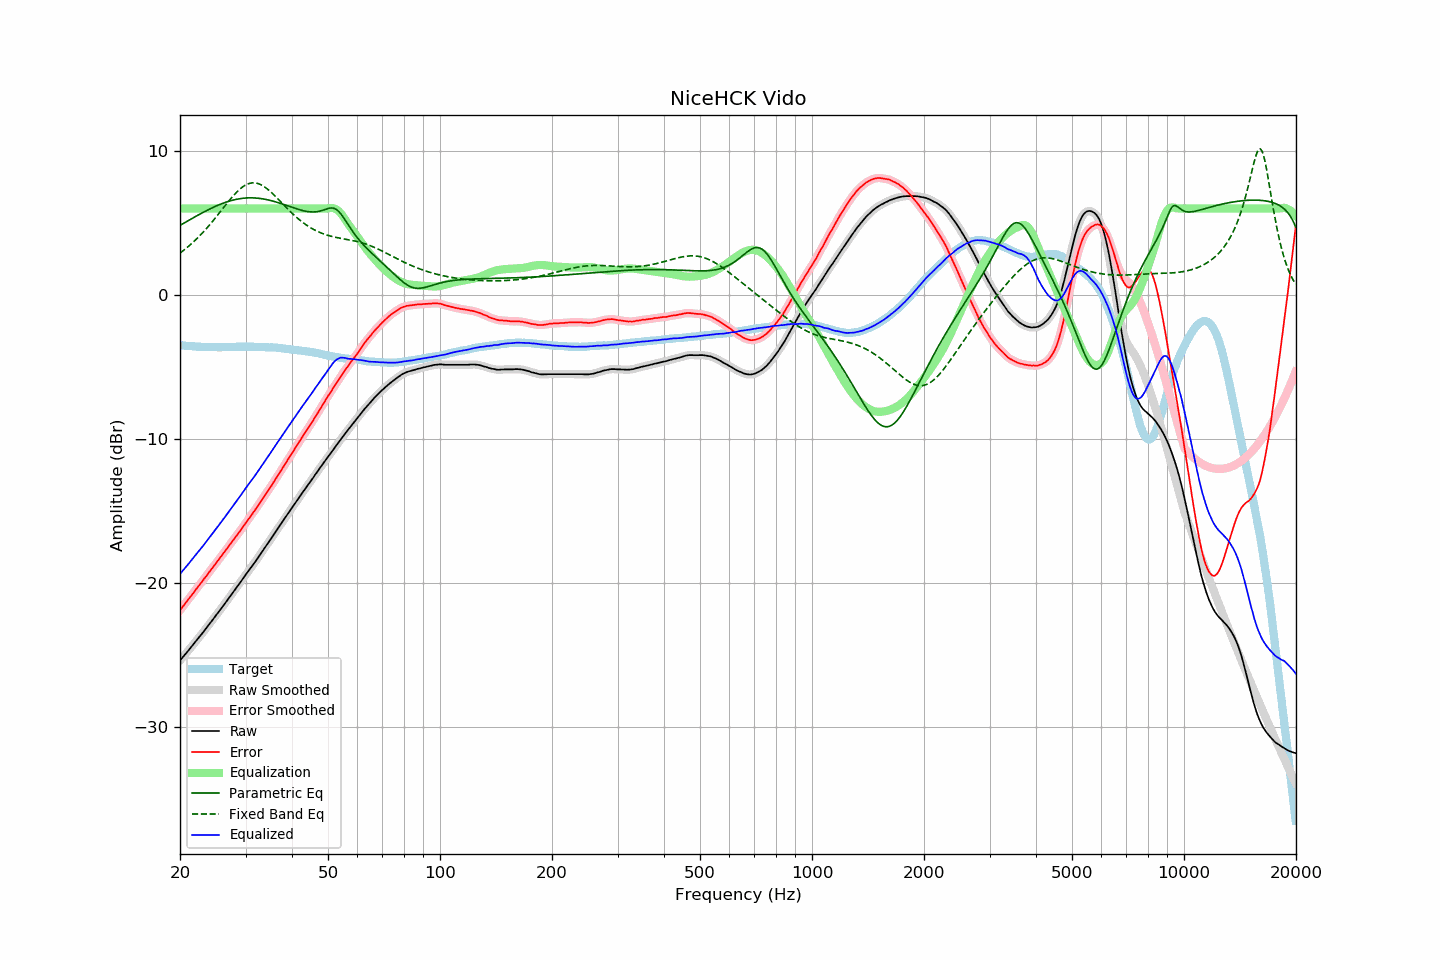 NiceHCK Vido
Amplitude (dBr)
10
0
−10
−20
−30
Target
Raw Smoothed
Error Smoothed
Raw
Error
Equalization
Parametric Eq
Fixed Band Eq
Equalized
20 50 100 200 500 1000 2000 5000 10000 20000
Frequency (Hz)